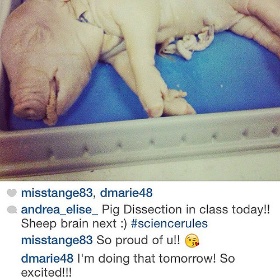 misstange83, dmarie48
andrea_elise_ Pig Dissection in class today!!
Sheep brain next :) #sciencerules
misstange83 So proud of u!! 😘
dmarie48 I'm doing that tomorrow! So
excited!!!